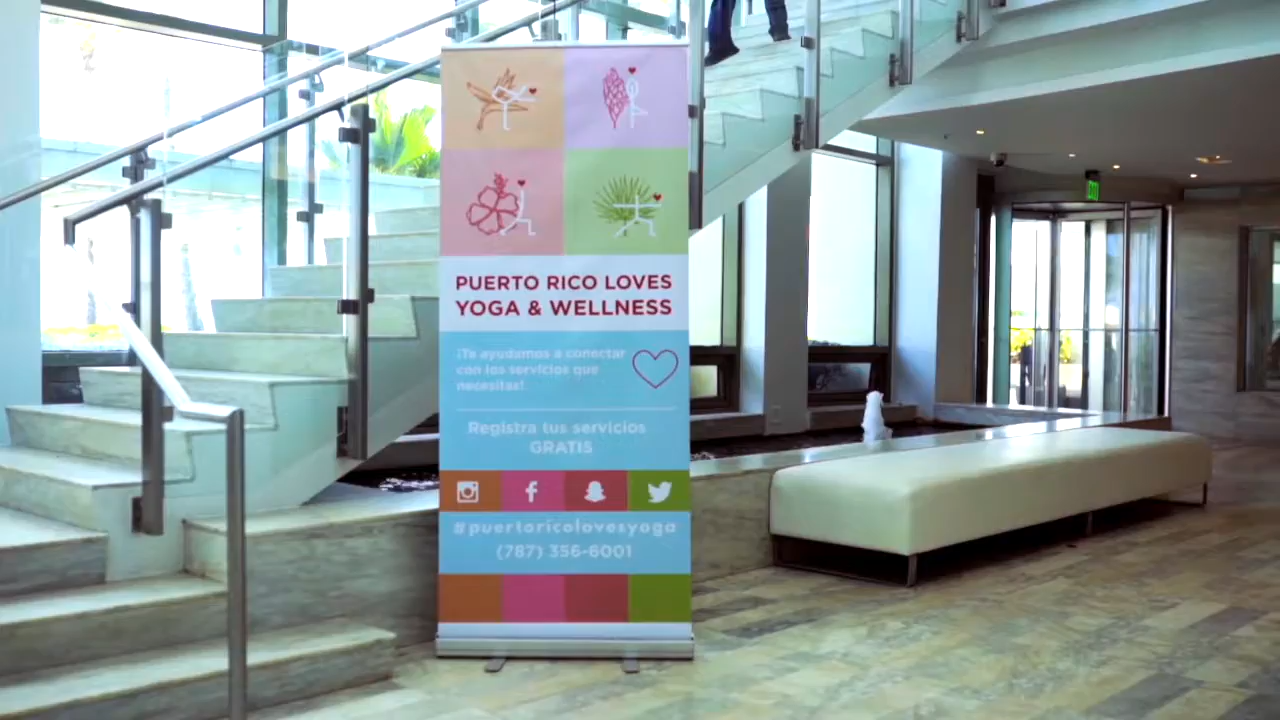 PUERTO RICO LOVES
YOGA & WELLNESS
¡Te ayudamos a conectar
con los servicios que
necesitas!
Registra tus servicios
GRATIS
#puertoricolovesyoga
(787) 356-6001